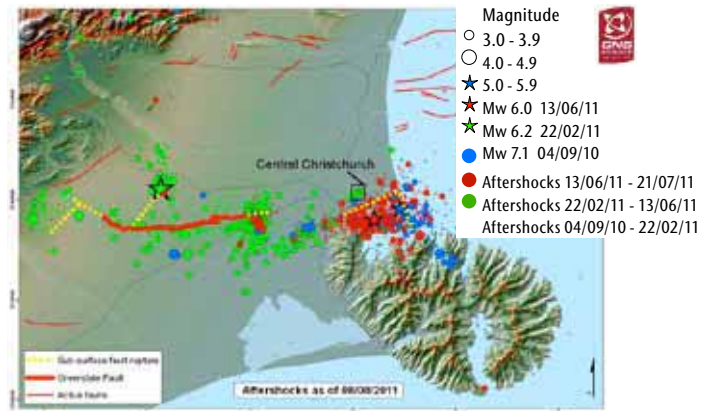 Magnitude
3.0 - 3.9
4.0 - 4.9
5.0 - 5.9
Mw 6.0 13/06/11
Mw 6.2 22/02/11
Mw 7.1 04/09/10
Aftershocks 13/06/11 - 21/07/11
Aftershocks 22/02/11 - 13/06/11
Aftershocks 04/09/10 - 22/02/11
GNS
Central Christchurch
Sub-surface fault rupture
Greendale Fault
Active faults
Aftershocks as of 08/08/2011